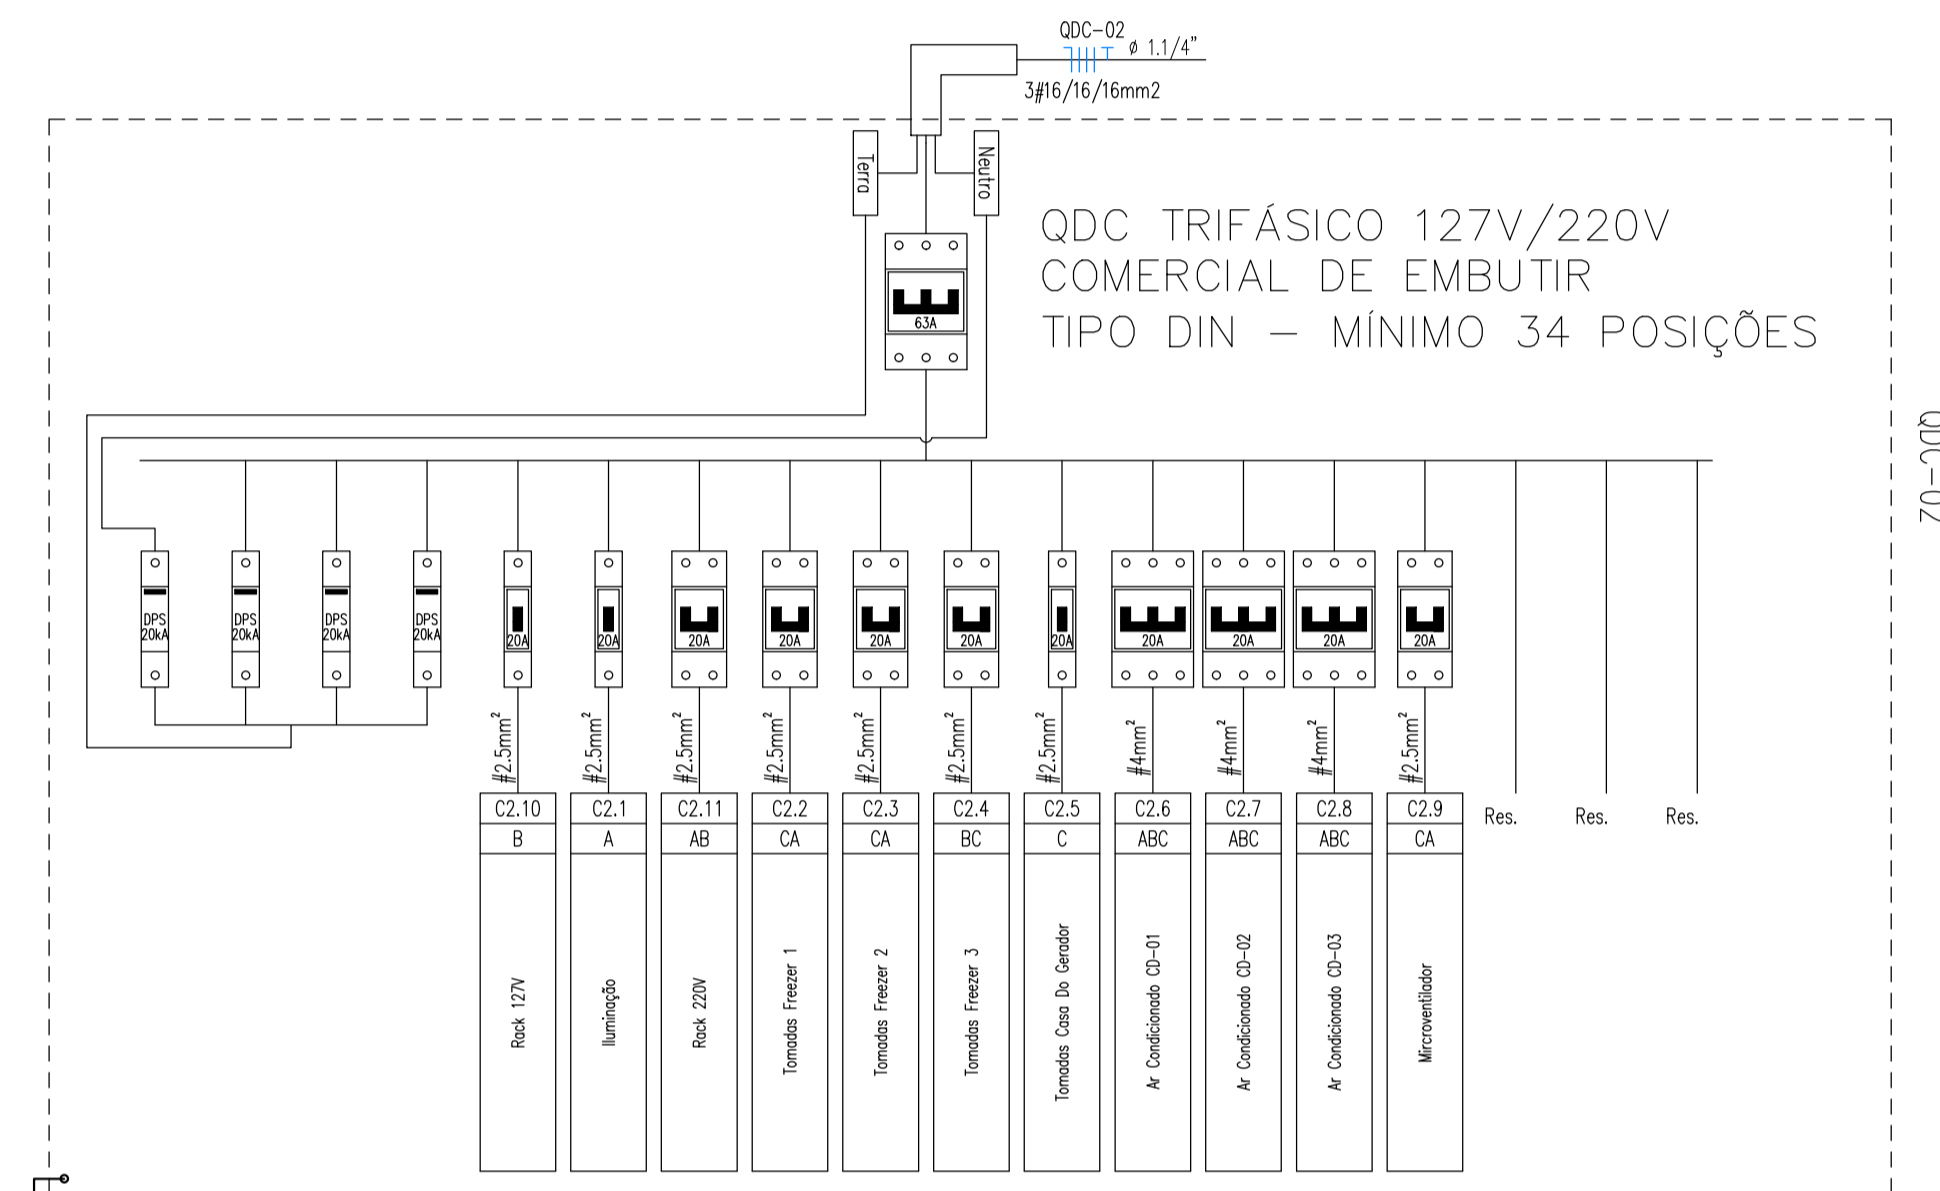 QDC-02
ø 1.1/4"
3#16/16/16mm2
Terra
Neutro
QDC TRIFÁSICO 127V/220V
COMERCIAL DE EMBUTIR
TIPO DIN – MÍNIMO 34 POSIÇÕES
63A
QDC-02
DPS
20kA
DPS
20kA
DPS
20kA
DPS
20kA
20A
20A
20A
20A
20A
20A
20A
20A
20A
20A
20A
#2.5mm²
#2.5mm²
#2.5mm²
#2.5mm²
#2.5mm²
#2.5mm²
#2.5mm²
#4mm²
#4mm²
#4mm²
#2.5mm²
C2.10
B
Rack 127V
C2.1
A
Iluminação
C2.11
AB
Rack 220V
C2.2
CA
Tomadas Freezer 1
C2.3
CA
Tomadas Freezer 2
C2.4
BC
Tomadas Freezer 3
C2.5
C
Tomadas Casa Do Gerador
C2.6
ABC
Ar Condicionado CD-01
C2.7
ABC
Ar Condicionado CD-02
C2.8
ABC
Ar Condicionado CD-03
C2.9
CA
Mircroventilador
Res.
Res.
Res.